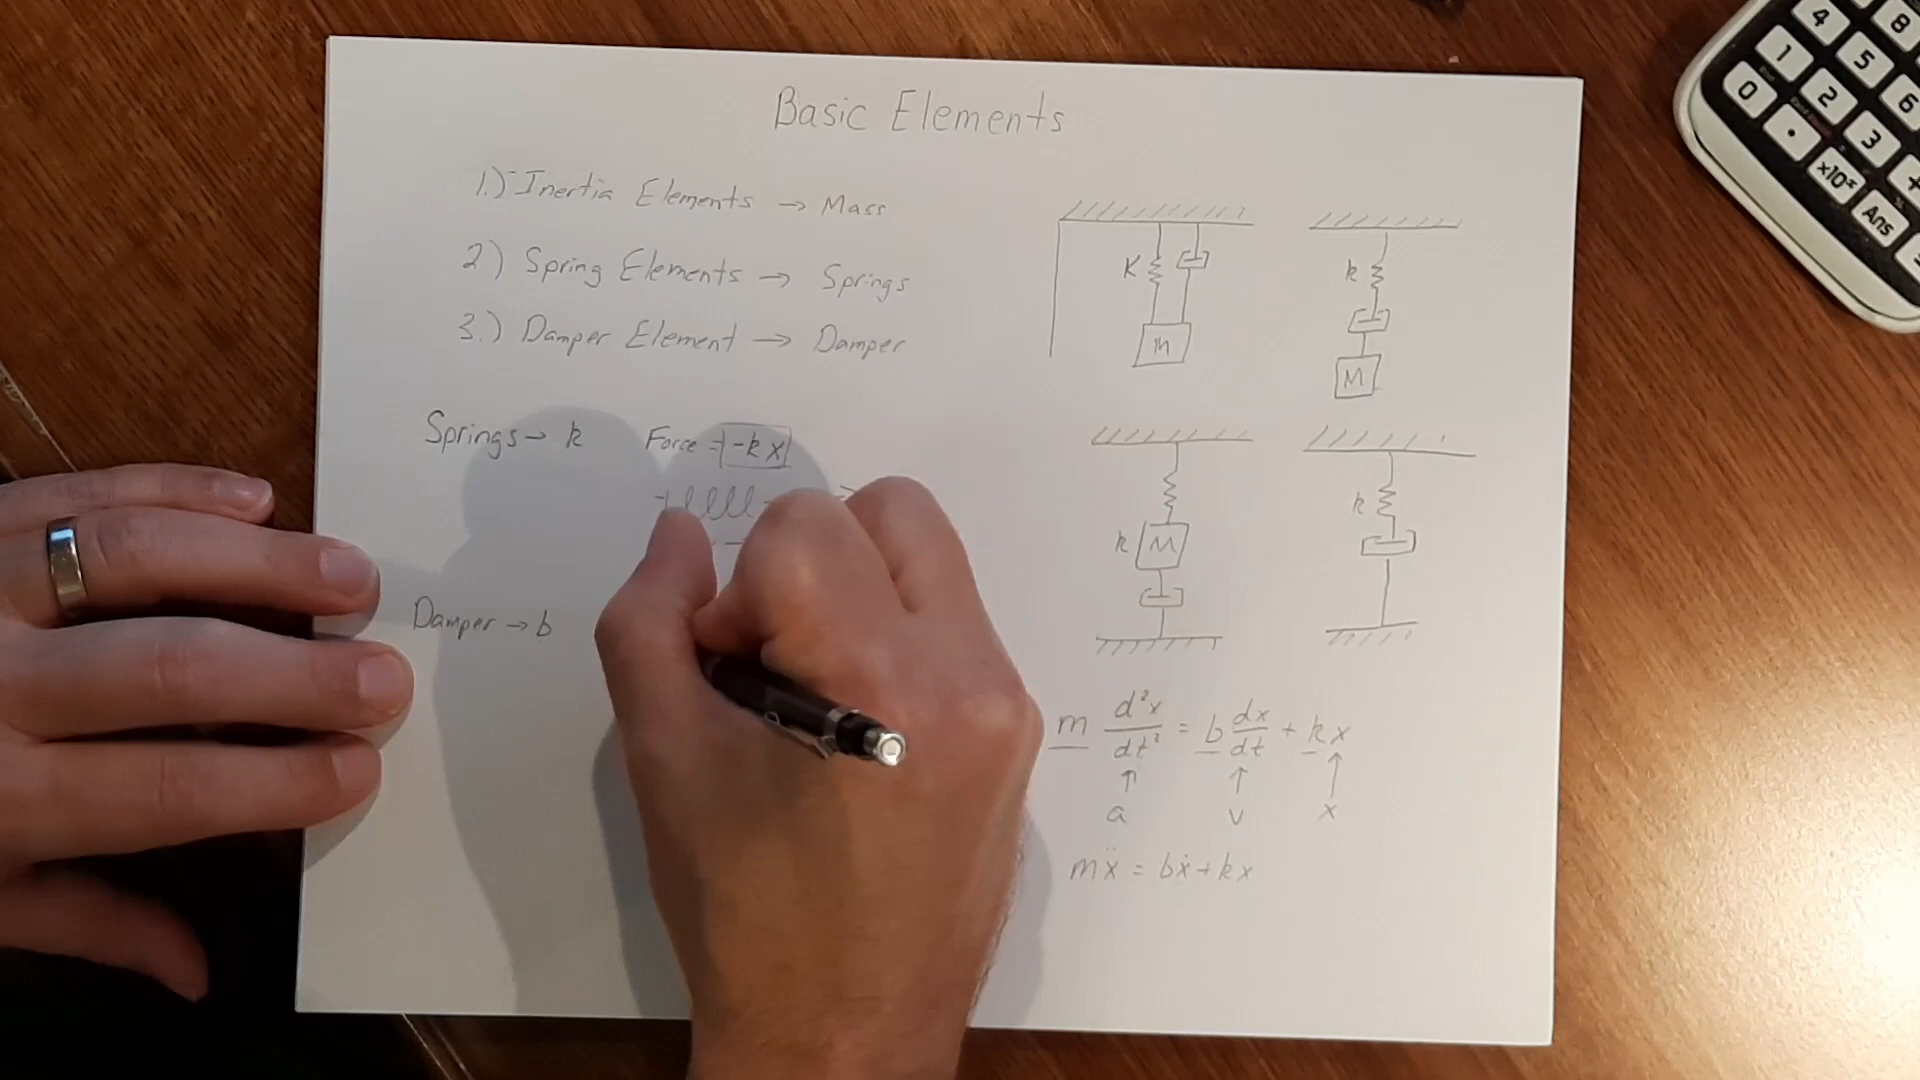 Basic Elements
1.) Inertia Elements → Mass
2) Spring Elements → Springs
3.) Damper Element → Damper
Springs → k Force = -kx
Damper → b
K
m
k
M
k
M
k
m d²x/dt² = b dx/dt + kx
↑ ↑ ↑
a v x
mẍ = bẋ + kx
4 8
1 5
0 2 6
. 3
×10ˣ +
Ans